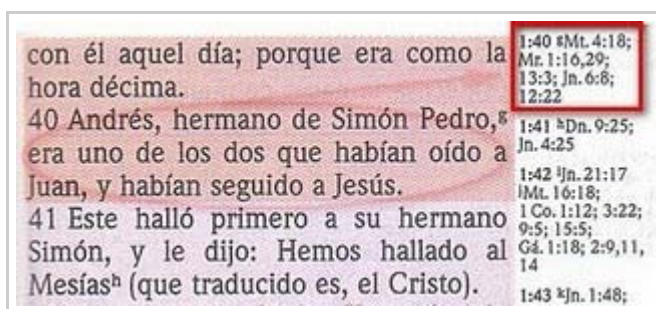 con él aquel día; porque era como la
hora décima.
40 Andrés, hermano de Simón Pedro,g
era uno de los dos que habían oído a
Juan, y habían seguido a Jesús.
41 Este halló primero a su hermano
Simón, y le dijo: Hemos hallado al
Mesíash (que traducido es, el Cristo).
1:40 gMt. 4:18;
Mr. 1:16,29;
13:3; Jn. 6:8;
12:22
1:41 hDn. 9:25;
Jn. 4:25
1:42 iJn. 21:17
jMt. 16:18;
1 Co. 1:12; 3:22;
9:5; 15:5;
Gá. 1:18; 2:9,11,
14
1:43 kJn. 1:48;